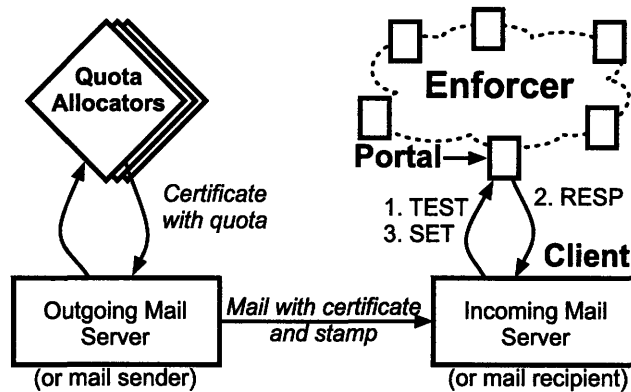 Quota
Allocators
Enforcer
Portal
Certificate
with quota
1. TEST
3. SET
2. RESP
Client
Outgoing Mail
Server
(or mail sender)
Mail with certificate
and stamp
Incoming Mail
Server
(or mail recipient)